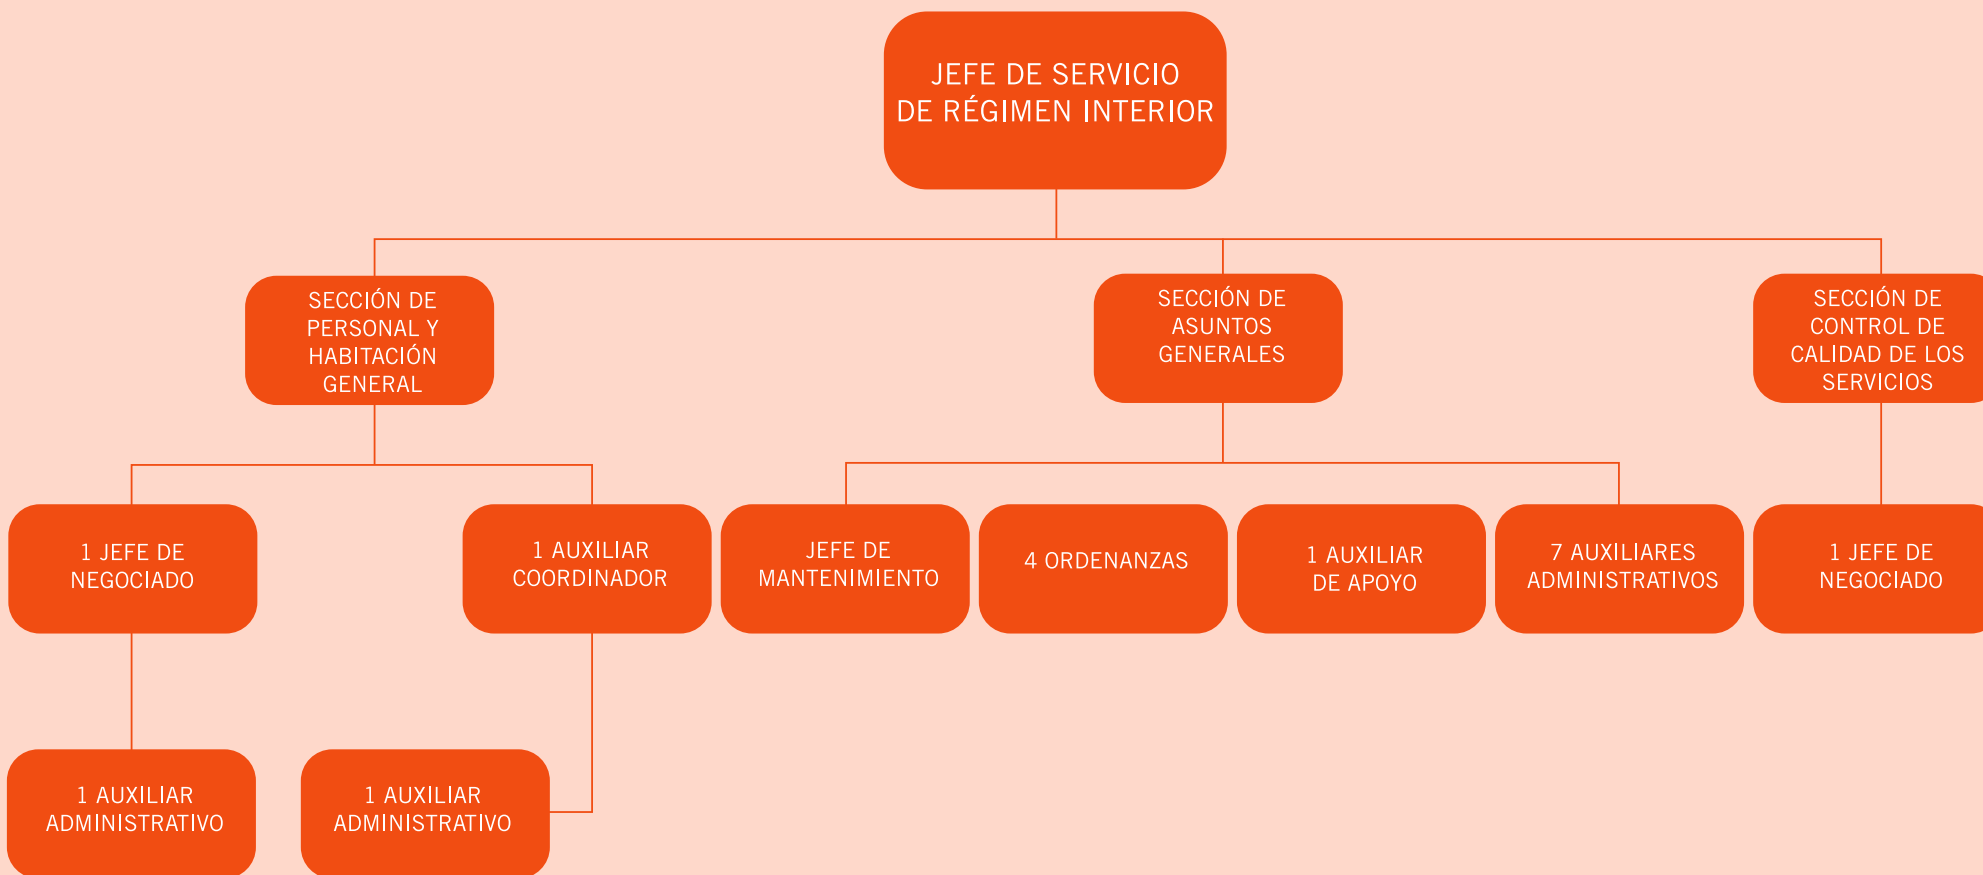 JEFE DE SERVICIO
DE RÉGIMEN INTERIOR
SECCIÓN DE
PERSONAL Y
HABITACIÓN
GENERAL
SECCIÓN DE
ASUNTOS
GENERALES
SECCIÓN DE
CONTROL DE
CALIDAD DE LOS
SERVICIOS
1 JEFE DE
NEGOCIADO
1 AUXILIAR
COORDINADOR
JEFE DE
MANTENIMIENTO
4 ORDENANZAS
1 AUXILIAR
DE APOYO
7 AUXILIARES
ADMINISTRATIVOS
1 JEFE DE
NEGOCIADO
1 AUXILIAR
ADMINISTRATIVO
1 AUXILIAR
ADMINISTRATIVO